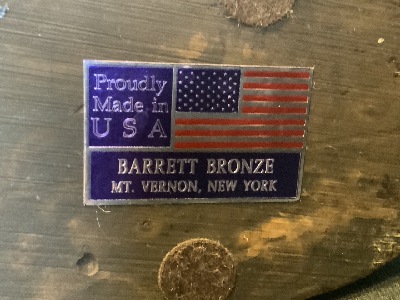 Proudly
Made in
USA
BARRETT BRONZE
MT. VERNON, NEW YORK